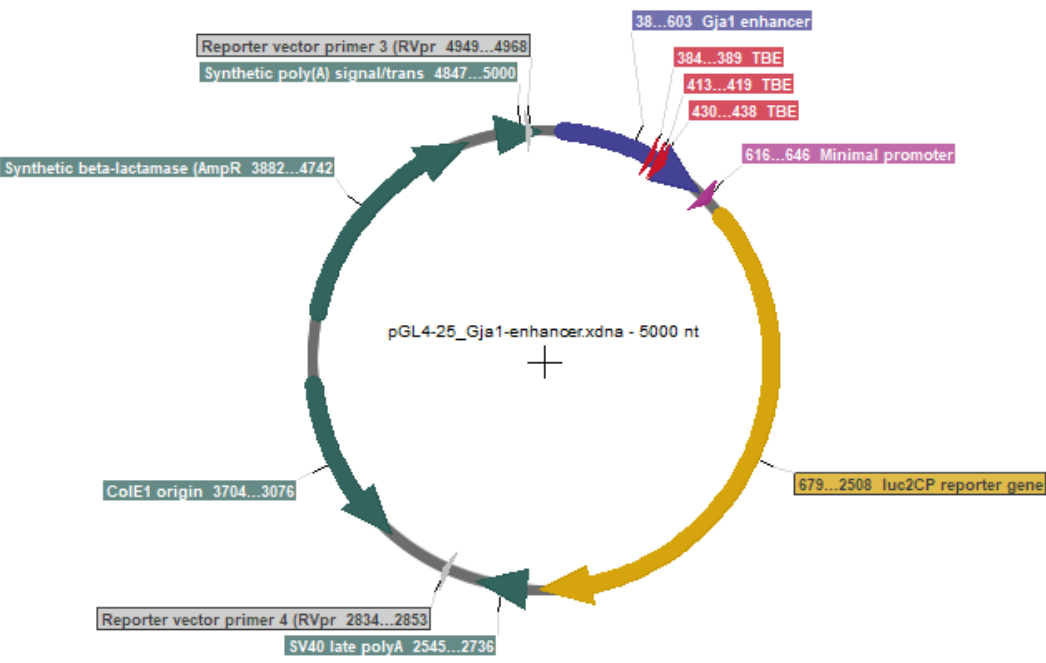 38...603 Gja1 enhancer
Reporter vector primer 3 (RVpr 4949...4968
384...389 TBE
Synthetic poly(A) signal/trans 4847...5000
413...419 TBE
430...438 TBE
616...646 Minimal promoter
Synthetic beta-lactamase (AmpR 3882...4742
pGL4-25_Gja1-enhancer.xdna - 5000 nt
679...2508 luc2CP reporter gene
ColE1 origin 3704...3076
Reporter vector primer 4 (RVpr 2834...2853
SV40 late polyA 2545...2736